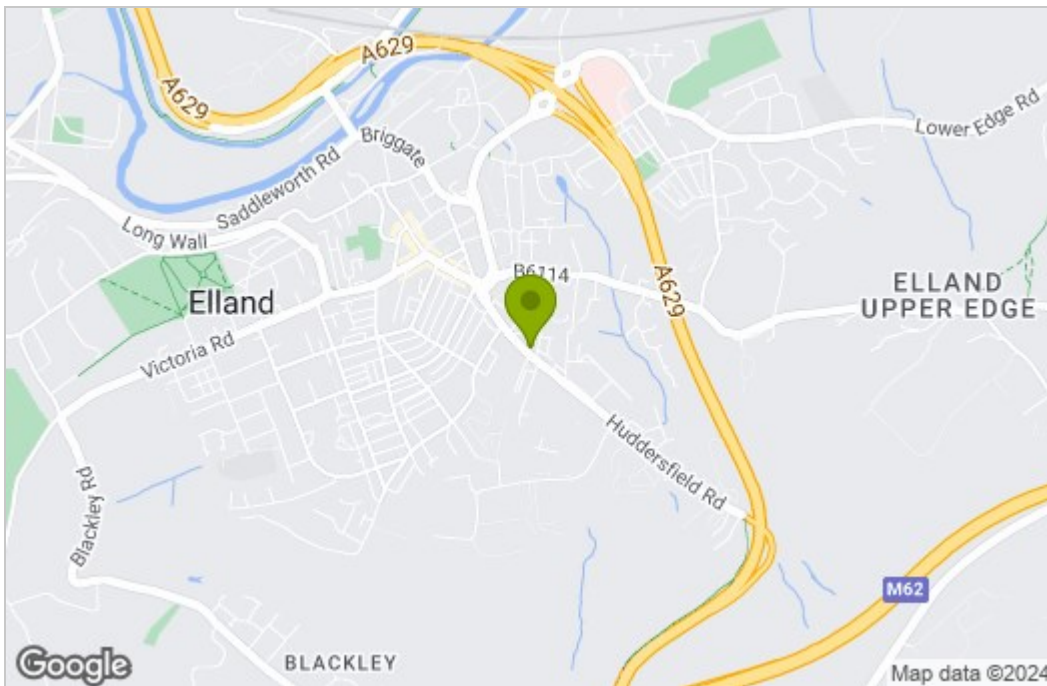 A629
A629
Briggate
Lower Edge Rd
Saddleworth Rd
Long Wall
B6114
A629
ELLAND
UPPER EDGE
Elland
Victoria Rd
Huddersfield Rd
Blackley Rd
M62
BLACKLEY
Google
Map data ©2024